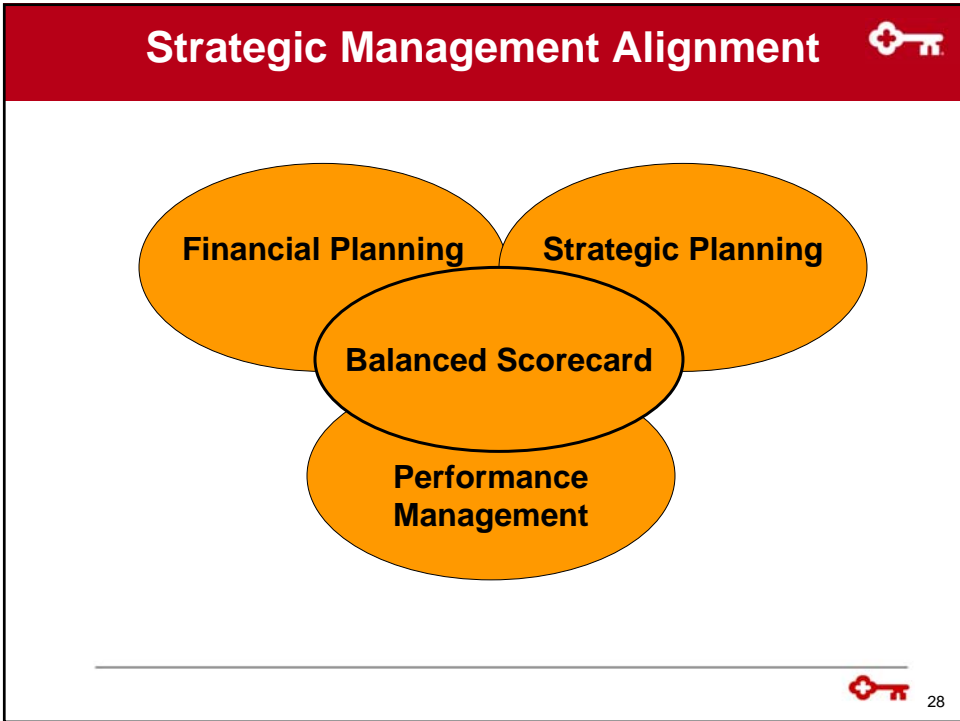 Strategic Management Alignment
Financial Planning
Strategic Planning
Balanced Scorecard
Performance
Management
28